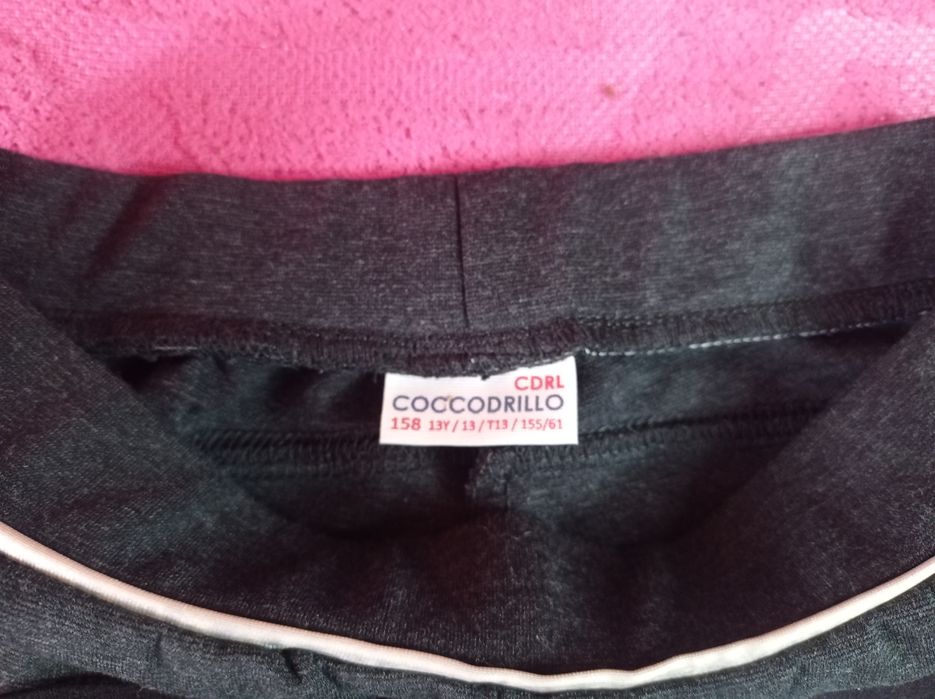 CDRL
COCCODRILLO
158 13Y / 13 / T13 / 155/61